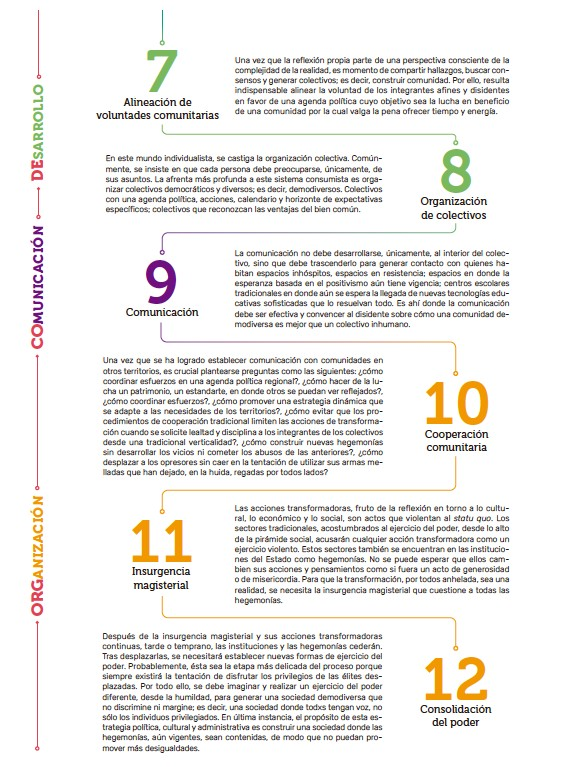 DESARROLLO
COMUNICACIÓN
ORGANIZACIÓN
7
Alineación de
voluntades comunitarias
Una vez que la reflexión propia parte de una perspectiva consciente de la
complejidad de la realidad, es momento de compartir hallazgos, buscar con-
sensos y generar colectivos; es decir, construir comunidad. Por ello, resulta
indispensable alinear la voluntad de los integrantes afines y disidentes
en favor de una agenda política cuyo objetivo sea la lucha en beneficio
de una comunidad por la cual valga la pena ofrecer tiempo y energía.
8
Organización
de colectivos
En este mundo individualista, se castiga la organización colectiva. Común-
mente, se insiste en que cada persona debe preocuparse, únicamente, de
sus asuntos. La afrenta más profunda a este sistema consumista es orga-
nizar colectivos democráticos y diversos; es decir, demodiversos. Colectivos
con una agenda política, acciones, calendario y horizonte de expectativas
específicos; colectivos que reconozcan las ventajas del bien común.
9
Comunicación
La comunicación no debe desarrollarse, únicamente, al interior del colec-
tivo, sino que debe trascenderlo para generar contacto con quienes ha-
bitan espacios inhóspitos, espacios en resistencia; espacios en donde la
esperanza basada en el positivismo aún tiene vigencia; centros escolares
tradicionales en donde aún se espera la llegada de nuevas tecnologías edu-
cativas sofisticadas que lo resuelvan todo. Es ahí donde la comunicación
debe ser efectiva y convencer al disidente sobre cómo una comunidad de-
modiversa es mejor que un colectivo inhumano.
10
Cooperación
comunitaria
Una vez que se ha logrado establecer comunicación con comunidades en
otros territorios, es crucial plantearse preguntas como las siguientes: ¿cómo
coordinar esfuerzos en una agenda política regional?, ¿cómo hacer de la lu-
cha un patrimonio, un estandarte, en donde otros se puedan ver reflejados?,
¿cómo coordinar esfuerzos?, ¿cómo promover una estrategia dinámica que
se adapte a las necesidades de los territorios?, ¿cómo evitar que los pro-
cedimientos de cooperación tradicional limiten las acciones de transforma-
ción cuando se solicite lealtad y disciplina a los integrantes de los colectivos
desde una tradicional verticalidad?, ¿cómo construir nuevas hegemonías
sin desarrollar los vicios ni cometer los abusos de las anteriores?, ¿cómo
desplazar a los opresores sin caer en la tentación de utilizar sus armas me-
lladas que han dejado, en la huida, regadas por todos lados?
11
Insurgencia
magisterial
Las acciones transformadoras, fruto de la reflexión en torno a lo cultu-
ral, lo económico y lo social, son actos que violentan al statu quo. Los
sectores tradicionales, acostumbrados al ejercicio del poder, desde lo alto
de la pirámide social, acusarán cualquier acción transformadora como un
ejercicio violento. Estos sectores también se encuentran en las institucio-
nes del Estado como hegemonías. No se puede esperar que ellos cam-
bien sus acciones y pensamientos como si fuera un acto de generosidad
o de misericordia. Para que la transformación, por todos anhelada, sea una
realidad, se necesita la insurgencia magisterial que cuestione a todas las
hegemonías.
12
Consolidación
del poder
Después de la insurgencia magisterial y sus acciones transformadoras
continuas, tarde o temprano, las instituciones y las hegemonías cederán.
Tras desplazarlas, se necesitará establecer nuevas formas de ejercicio del
poder. Probablemente, ésta sea la etapa más delicada del proceso porque
siempre existirá la tentación de disfrutar los privilegios de las élites des-
plazadas. Por todo ello, se debe imaginar y realizar un ejercicio del poder
diferente, desde la humildad, para generar una sociedad demodiversa que
no discrimine ni margine; es decir, una sociedad donde todxs tengan voz, no
sólo los individuos privilegiados. En última instancia, el propósito de esta es-
trategia política, cultural y administrativa es construir una sociedad donde las
hegemonías, aún vigentes, sean contenidas, de modo que no puedan pro-
mover más desigualdades.